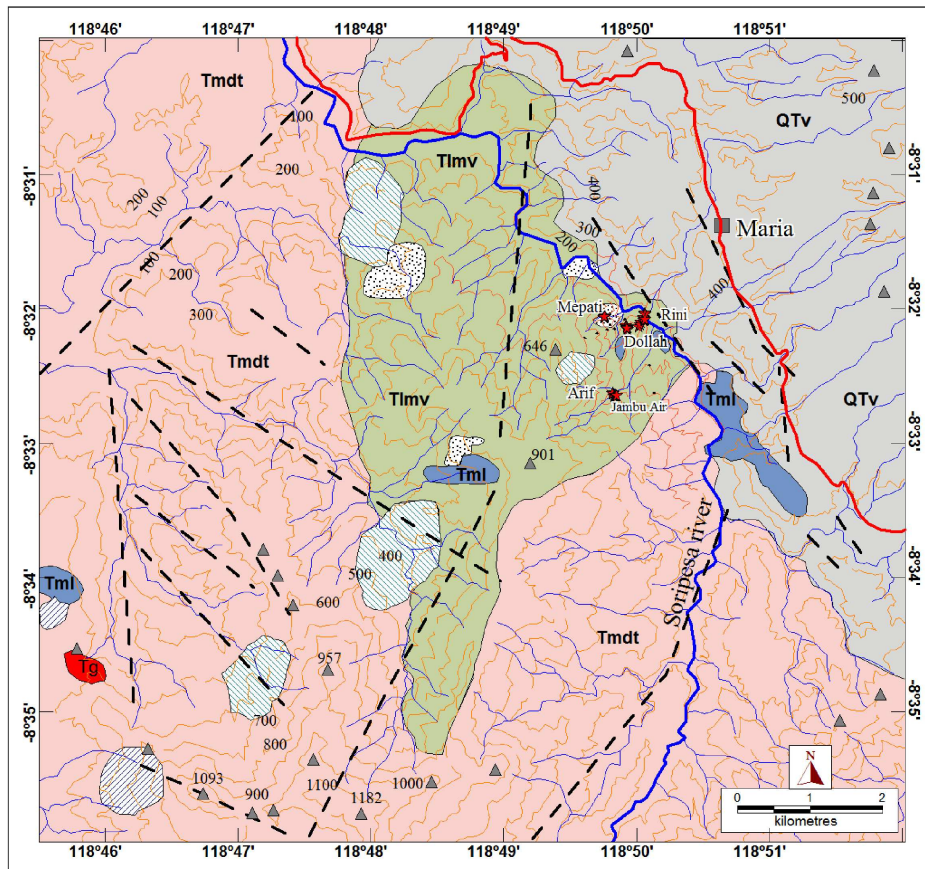 118°46' 118°47' 118°48' 118°49' 118°50' 118°51'
Tmdt
100
500
QTv
200
Tlmv
-8°31'
-8°31'
400
200
100
300
Maria
200
100
200
400
-8°32'
-8°32'
300
Mepati
Rini
Dollah
646
Tmdt
Arif
Jambu Air
Tlmv
Tml
QTv
-8°33'
-8°33'
901
Tml
Soripesa river
400
500
-8°34'
-8°34'
Tml
600
Tmdt
957
Tg
700
-8°35'
-8°35'
800
N
1093
900
1100
1182
1000
0 1 2
kilometres
118°46' 118°47' 118°48' 118°49' 118°50' 118°51'